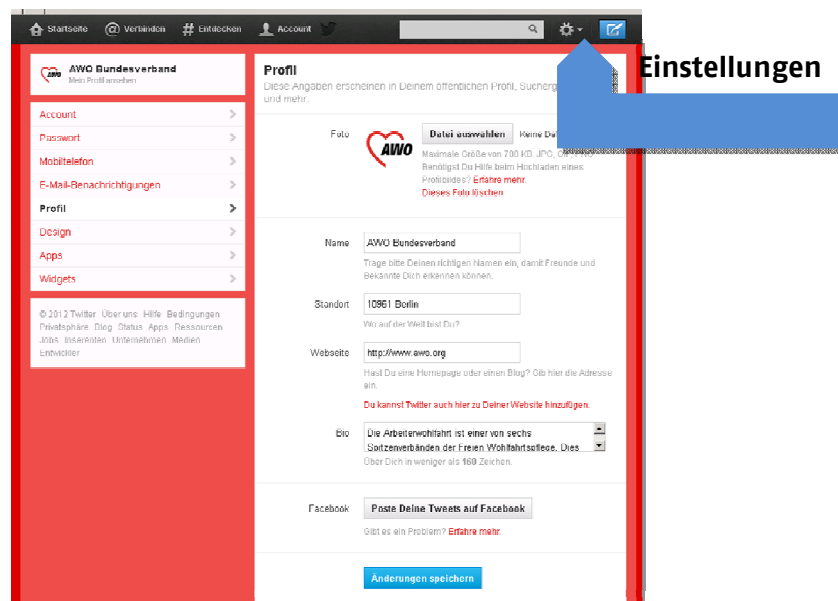 Startseite @ Verbinden # Entdecken Account
Einstellungen
AWO Bundesverband
Mein Profil ansehen
Account
Passwort
Mobiltelefon
E-Mail-Benachrichtigungen
Profil
Design
Apps
Widgets
© 2012 Twitter Über uns Hilfe Bedingungen
Privatsphäre Blog Status Apps Ressourcen
Jobs Inserenten Unternehmen Medien
Entwickler
Profil
Diese Angaben erscheinen in Deinem öffentlichen Profil,
und mehr.
Foto
AWO
Datei auswählen Keine
Maximale Größe von 700 KB. JPG,
Benötigst Du Hilfe beim Hochladen eines
Profilbildes? Erfahre mehr.
Dieses Foto löschen
Name AWO Bundesverband
Trage bitte Deinen richtigen Namen ein, damit Freunde und
Bekannte Dich erkennen können.
Standort 10961 Berlin
Wo auf der Welt bist Du?
Webseite http://www.awo.org
Hast Du eine Homepage oder einen Blog? Gib hier die Adresse
ein.
Du kannst Twitter auch hier zu Deiner Website hinzufügen.
Bio Die Arbeiterwohlfahrt ist einer von sechs
Spitzenverbänden der Freien Wohlfahrtspflege. Dies
Über Dich in weniger als 160 Zeichen.
Facebook Poste Deine Tweets auf Facebook
Gibt es ein Problem? Erfahre mehr.
Änderungen speichern